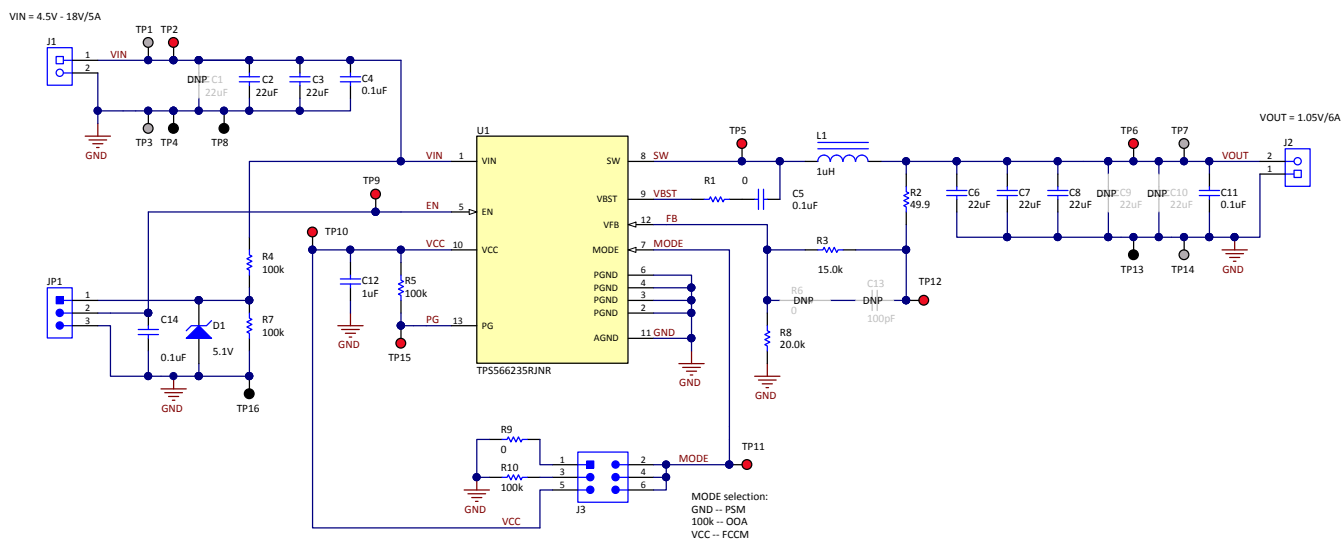 VIN = 4.5V - 18V/5A
TP1
TP2
J1
1
VIN
2
DNP
C1
22uF
C2
22uF
C3
22uF
C4
0.1uF
TP3
TP4
TP8
GND
U1
VIN
1
VIN
SW
8
SW
TP5
L1
1uH
TP6
TP7
VOUT = 1.05V/6A
J2
VOUT
2
1
TP9
EN
5
EN
VBST
9
VBST
R1
0
C5
0.1uF
R2
49.9
C6
22uF
C7
22uF
C8
22uF
DNP
C9
22uF
DNP
C10
22uF
C11
0.1uF
TP10
VFB
12
FB
VCC
10
VCC
MODE
7
MODE
R3
15.0k
TP13
TP14
GND
R4
100k
C12
1uF
R5
100k
PGND
6
PGND
4
PGND
3
PGND
2
R6
0
DNP
DNP
C13
100pF
TP12
JP1
1
2
3
C14
0.1uF
D1
5.1V
R7
100k
GND
PG
13
PG
TP15
AGND
11
GND
R8
20.0k
GND
TPS566235RJNR
GND
GND
TP16
R9
0
R10
100k
GND
1
3
5
2
4
6
J3
MODE
TP11
VCC
MODE selection:
GND -- PSM
100k -- OOA
VCC -- FCCM